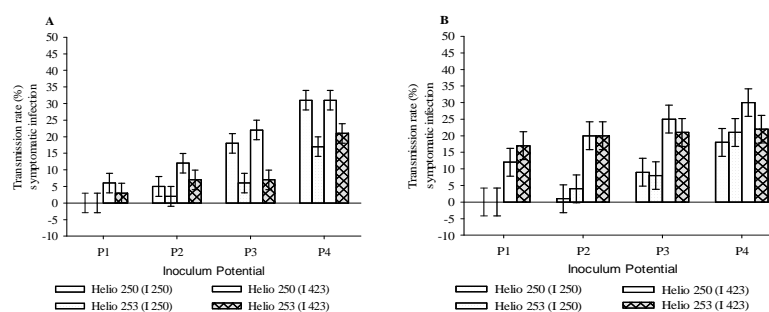 A
50
45
40
35
30
25
20
15
10
5
0
-5
-10
Transmission rate (%)
symptomatic infection
P1 P2 P3 P4
Inoculum Potential
Helio 250 (I 250) Helio 250 (I 423)
Helio 253 (I 250) Helio 253 (I 423)
B
50
45
40
35
30
25
20
15
10
5
0
-5
-10
Transmission rate (%)
symptomatic infection
P1 P2 P3 P4
Inoculum Potential
Helio 250 (I 250) Helio 250 (I 423)
Helio 253 (I 250) Helio 253 (I 423)